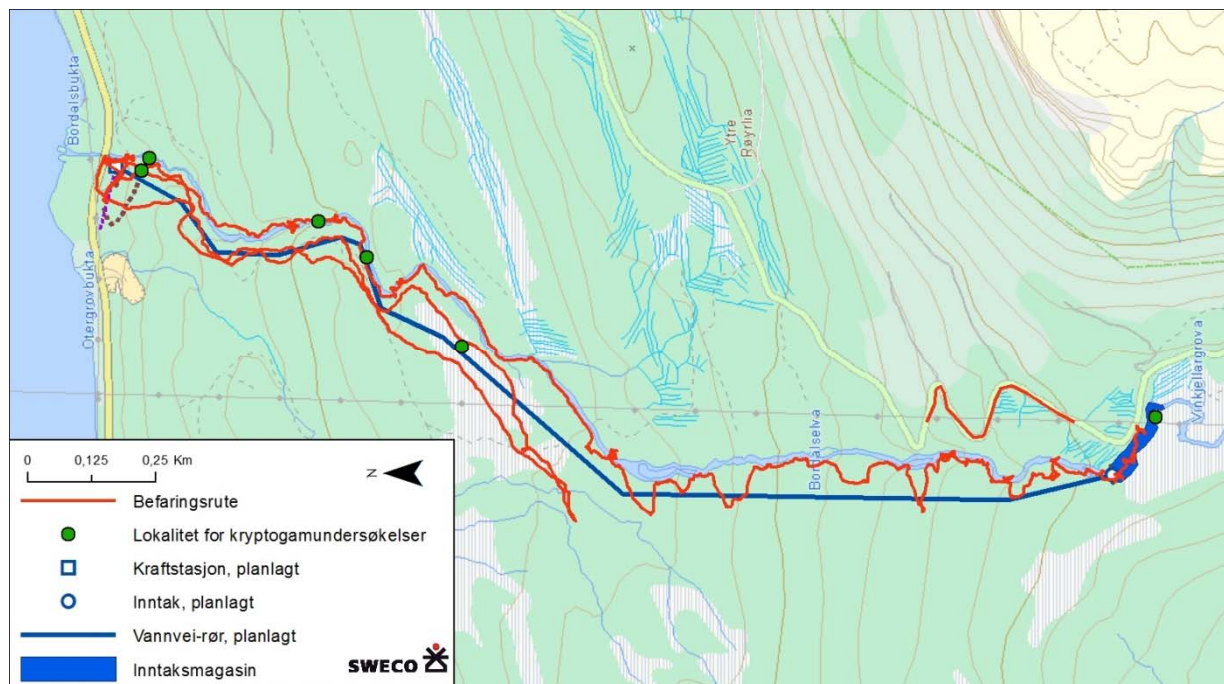 Bordalsbukta
Otergrovbukta
Ytre
Røyrlia
Bordalselva
Vinkjellargrova
0 0,125 0,25 Km
N
Befaringsrute
Lokalitet for kryptogamundersøkelser
Kraftstasjon, planlagt
Inntak, planlagt
Vannvei-rør, planlagt
SWECO
Inntaksmagasin